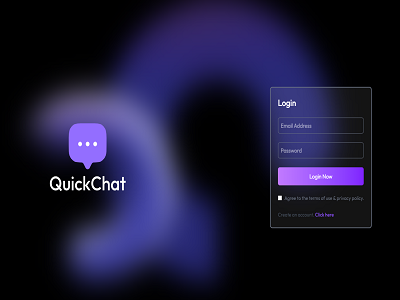 QuickChat
Login
Email Address
Password
Login Now
Agree to the terms of use & privacy policy.
Create an account Click here